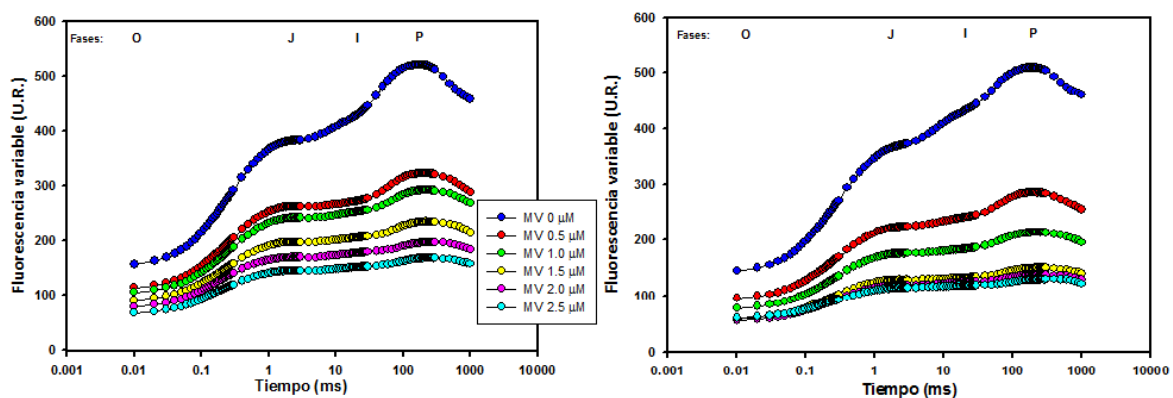 Fases: O J I P
Fluorescencia variable (U.R.)
600
500
400
300
200
100
0
MV 0 µM
MV 0.5 µM
MV 1.0 µM
MV 1.5 µM
MV 2.0 µM
MV 2.5 µM
0.001 0.01 0.1 1 10 100 1000 10000
Tiempo (ms)
Fases: O J I P
Fluorescencia variable (U.R.)
600
500
400
300
200
100
0
0.001 0.01 0.1 1 10 100 1000 10000
Tiempo (ms)